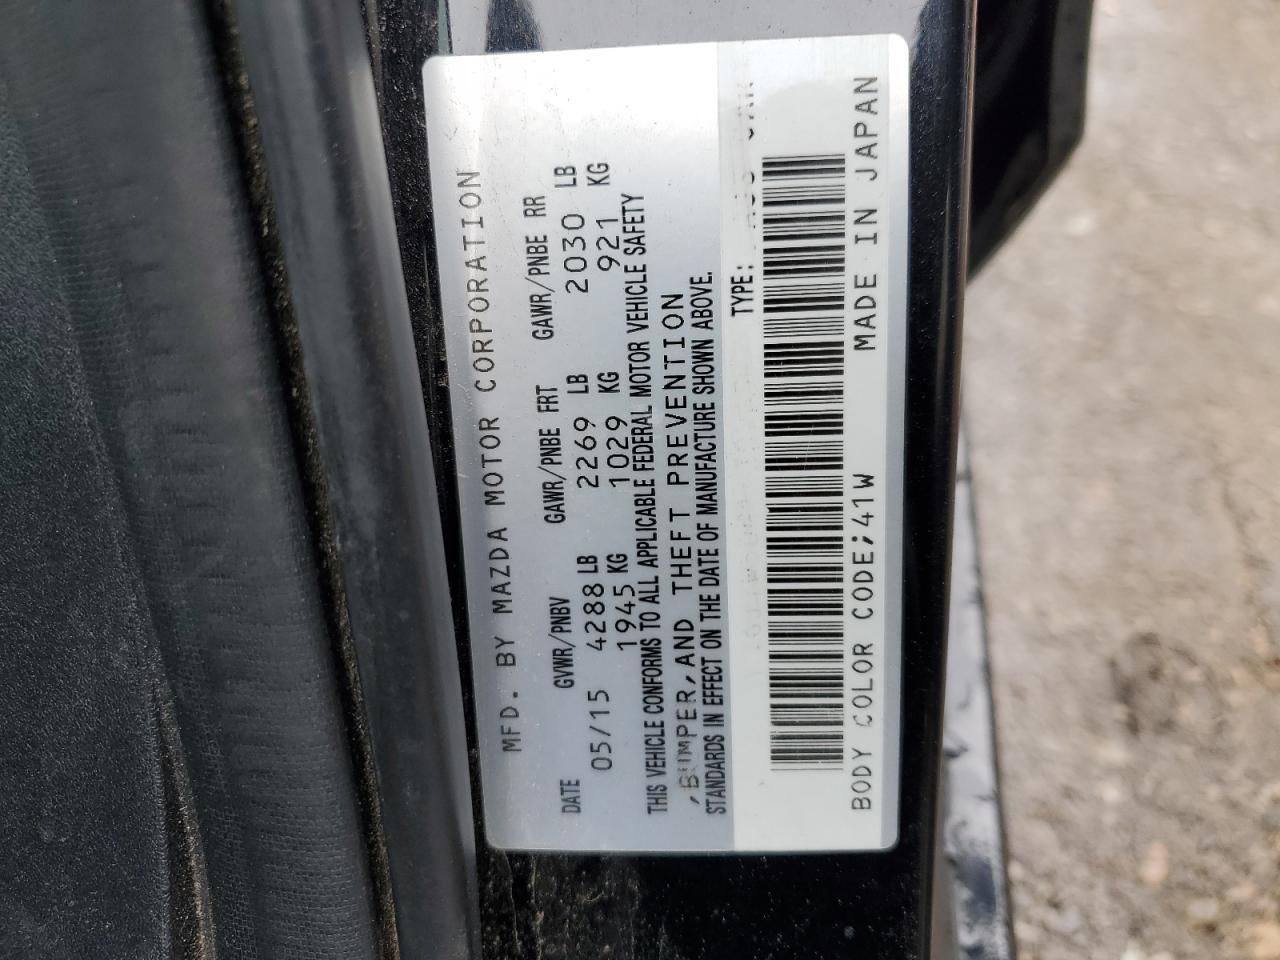 MFD. BY MAZDA MOTOR CORPORATION
DATE GVWR/PNBV GAWR/PNBE FRT GAWR/PNBE RR
05/15 4288 LB 2269 LB 2030 LB
1945 KG 1029 KG 921 KG
THIS VEHICLE CONFORMS TO ALL APPLICABLE FEDERAL MOTOR VEHICLE SAFETY
,BUMPER,AND THEFT PREVENTION
STANDARDS IN EFFECT ON THE DATE OF MANUFACTURE SHOWN ABOVE.
TYPE:
BODY COLOR CODE;41W MADE IN JAPAN